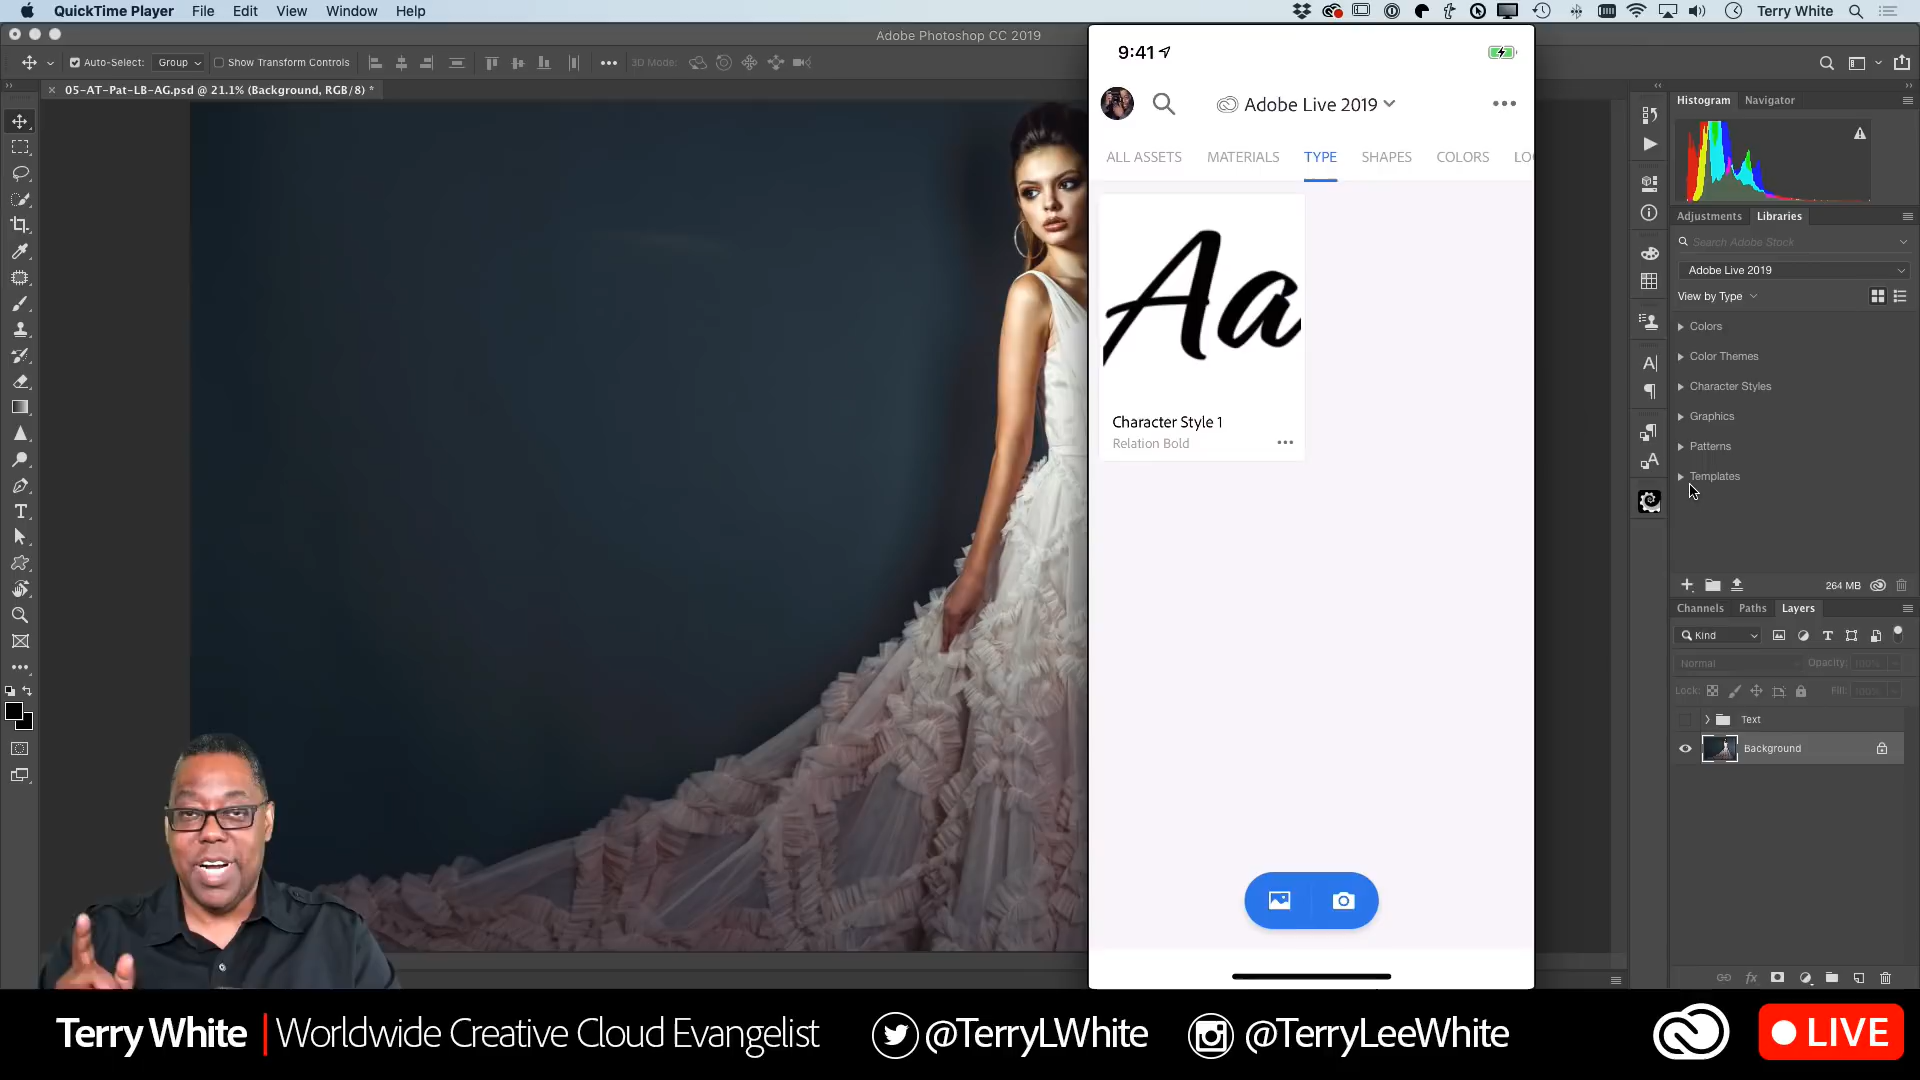 QuickTime Player File Edit View Window Help
Terry White
Adobe Photoshop CC 2019
Auto-Select: Group Show Transform Controls 3D Mode:
05-AT-Pat-LB-AG.psd @ 21.1% (Background, RGB/8) *
9:41
Adobe Live 2019
ALL ASSETS MATERIALS TYPE SHAPES COLORS LO
Aa
Character Style 1
Relation Bold
Histogram Navigator
Adjustments Libraries
Search Adobe Stock
Adobe Live 2019
View by Type
Colors
Color Themes
Character Styles
Graphics
Patterns
Templates
264 MB
Channels Paths Layers
Kind
Normal Opacity: 100%
Lock: Fill: 100%
Text
Background
Terry White | Worldwide Creative Cloud Evangelist @TerryLWhite @TerryLeeWhite LIVE